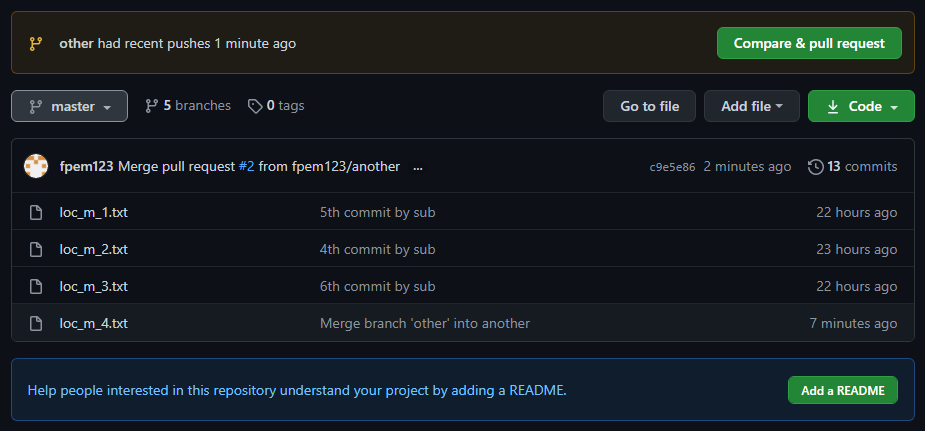 other had recent pushes 1 minute ago Compare & pull request
master 5 branches 0 tags Go to file Add file Code
fpem123 Merge pull request #2 from fpem123/another ... c9e5e86 2 minutes ago 13 commits
loc_m_1.txt 5th commit by sub 22 hours ago
loc_m_2.txt 4th commit by sub 23 hours ago
loc_m_3.txt 6th commit by sub 22 hours ago
loc_m_4.txt Merge branch 'other' into another 7 minutes ago
Help people interested in this repository understand your project by adding a README. Add a README